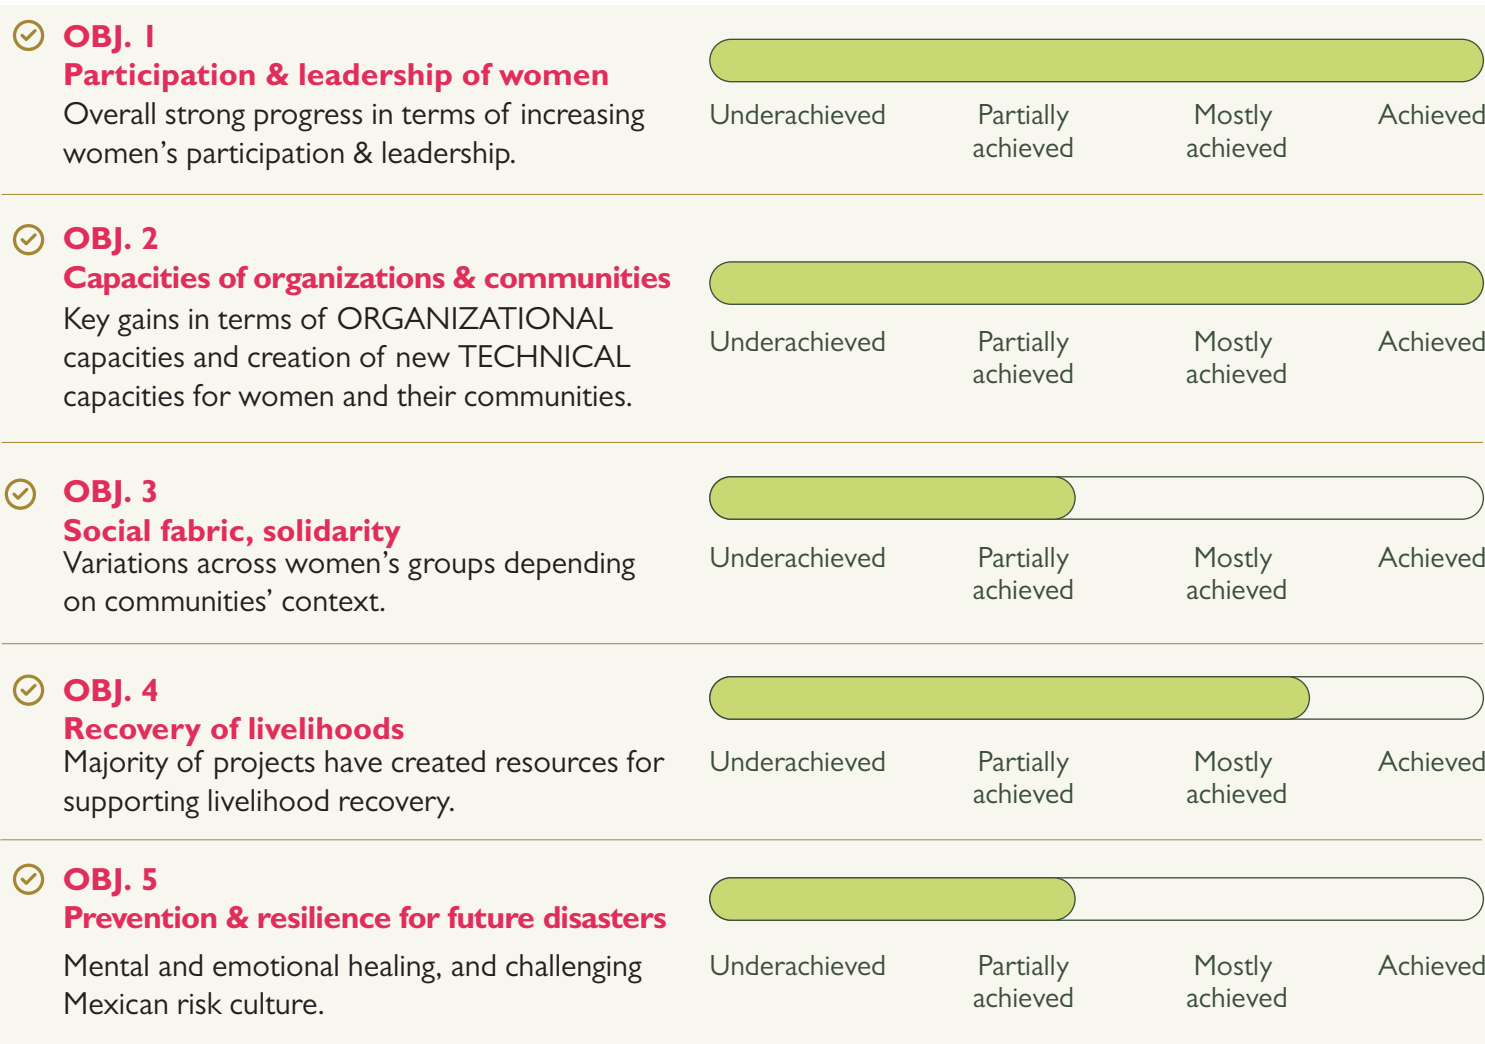 OBJ. 1
Participation & leadership of women
Overall strong progress in terms of increasing
women's participation & leadership.
Underachieved Partially Mostly Achieved
achieved achieved
OBJ. 2
Capacities of organizations & communities
Key gains in terms of ORGANIZATIONAL
capacities and creation of new TECHNICAL
capacities for women and their communities.
Underachieved Partially Mostly Achieved
achieved achieved
OBJ. 3
Social fabric, solidarity
Variations across women's groups depending
on communities' context.
Underachieved Partially Mostly Achieved
achieved achieved
OBJ. 4
Recovery of livelihoods
Majority of projects have created resources for
supporting livelihood recovery.
Underachieved Partially Mostly Achieved
achieved achieved
OBJ. 5
Prevention & resilience for future disasters
Mental and emotional healing, and challenging
Mexican risk culture.
Underachieved Partially Mostly Achieved
achieved achieved